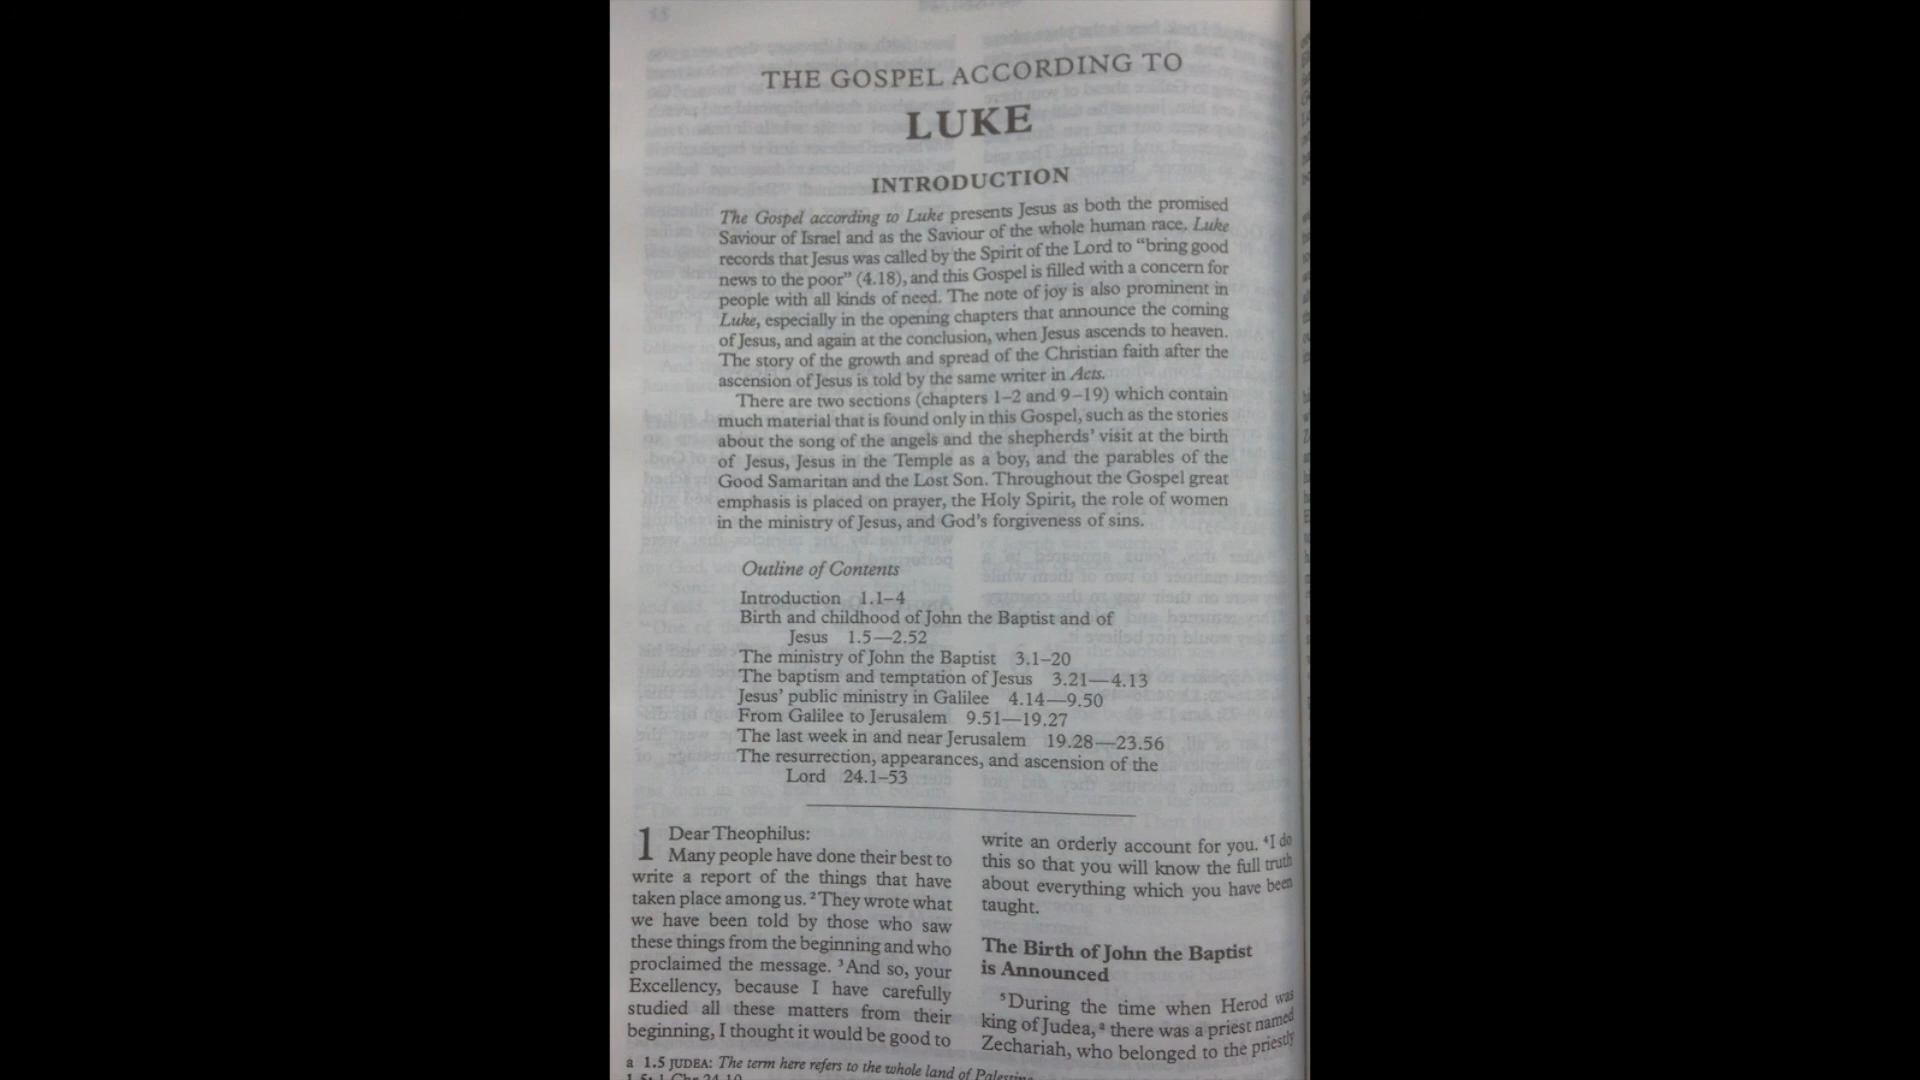 THE GOSPEL ACCORDING TO
LUKE
INTRODUCTION
The Gospel according to Luke presents Jesus as both the promised
Saviour of Israel and as the Saviour of the whole human race. Luke
records that Jesus was called by the Spirit of the Lord to “bring good
news to the poor” (4.18), and this Gospel is filled with a concern for
people with all kinds of need. The note of joy is also prominent in
Luke, especially in the opening chapters that announce the coming
of Jesus, and again at the conclusion, when Jesus ascends to heaven.
The story of the growth and spread of the Christian faith after the
ascension of Jesus is told by the same writer in Acts.
There are two sections (chapters 1–2 and 9–19) which contain
much material that is found only in this Gospel, such as the stories
about the song of the angels and the shepherds’ visit at the birth
of Jesus, Jesus in the Temple as a boy, and the parables of the
Good Samaritan and the Lost Son. Throughout the Gospel great
emphasis is placed on prayer, the Holy Spirit, the role of women
in the ministry of Jesus, and God’s forgiveness of sins.
Outline of Contents
Introduction 1.1–4
Birth and childhood of John the Baptist and of
Jesus 1.5—2.52
The ministry of John the Baptist 3.1–20
The baptism and temptation of Jesus 3.21—4.13
Jesus’ public ministry in Galilee 4.14—9.50
From Galilee to Jerusalem 9.51—19.27
The last week in and near Jerusalem 19.28—23.56
The resurrection, appearances, and ascension of the
Lord 24.1–53
1 Dear Theophilus:
Many people have done their best to
write a report of the things that have
taken place among us. ²They wrote what
we have been told by those who saw
these things from the beginning and who
proclaimed the message. ³And so, your
Excellency, because I have carefully
studied all these matters from their
beginning, I thought it would be good to
write an orderly account for you. ⁴I do
this so that you will know the full truth
about everything which you have been
taught.
The Birth of John the Baptist
is Announced
⁵During the time when Herod was
king of Judea,ᵃ there was a priest named
Zechariah, who belonged to the priestly
a 1.5 JUDEA: The term here refers to the whole land of Palestine.
1.5: 1 Chr 24.10